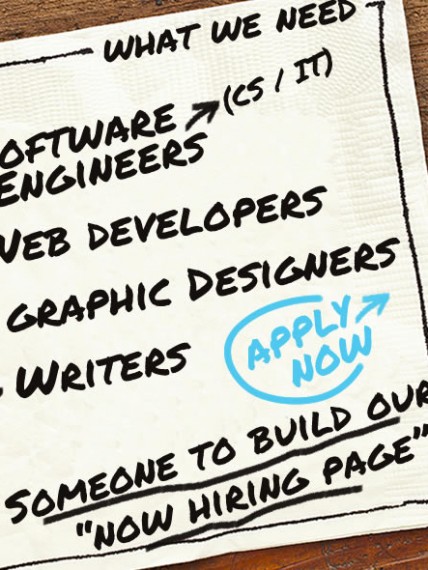 WHAT WE NEED
OFTWARE (CS / IT)
ENGINEERS
WEB DEVELOPERS
GRAPHIC DESIGNERS
WRITERS
APPLY
NOW
SOMEONE TO BUILD OUR
"NOW HIRING PAGE"